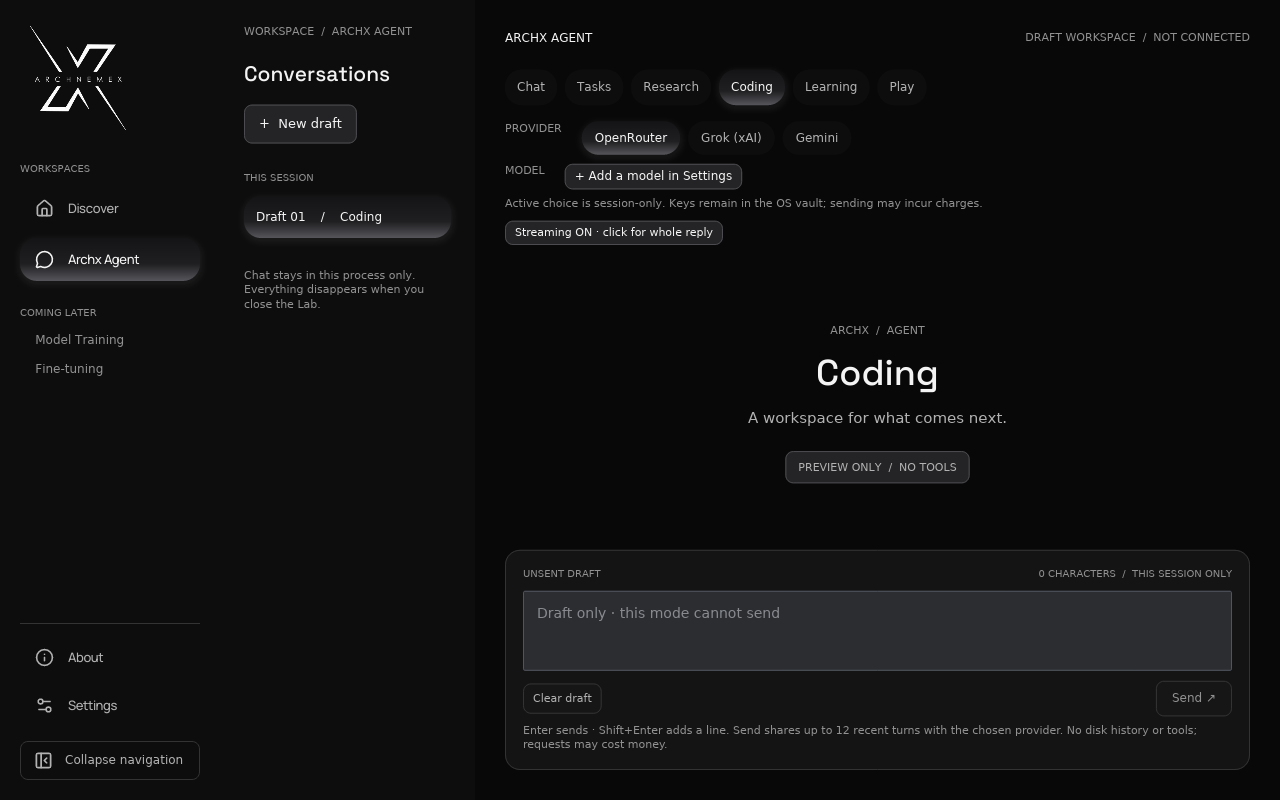 ARCHNEMEX
WORKSPACES
Discover
Archx Agent
COMING LATER
Model Training
Fine-tuning
About
Settings
Collapse navigation
WORKSPACE / ARCHX AGENT
Conversations
+ New draft
THIS SESSION
Draft 01 / Coding
Chat stays in this process only.
Everything disappears when you
close the Lab.
ARCHX AGENT
DRAFT WORKSPACE / NOT CONNECTED
Chat Tasks Research Coding Learning Play
PROVIDER OpenRouter Grok (xAI) Gemini
MODEL + Add a model in Settings
Active choice is session-only. Keys remain in the OS vault; sending may incur charges.
Streaming ON · click for whole reply
ARCHX / AGENT
Coding
A workspace for what comes next.
PREVIEW ONLY / NO TOOLS
UNSENT DRAFT
0 CHARACTERS / THIS SESSION ONLY
Draft only · this mode cannot send
Clear draft
Send ↗
Enter sends · Shift+Enter adds a line. Send shares up to 12 recent turns with the chosen provider. No disk history or tools;
requests may cost money.